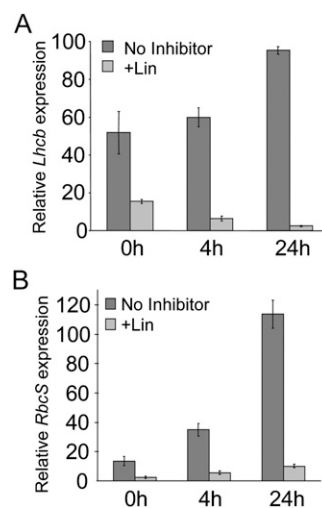 A
Relative Lhcb expression
100
80
60
40
20
0
No Inhibitor
+Lin
0h 4h 24h
B
Relative RbcS expression
120
100
80
60
40
20
0
No Inhibitor
+Lin
0h 4h 24h